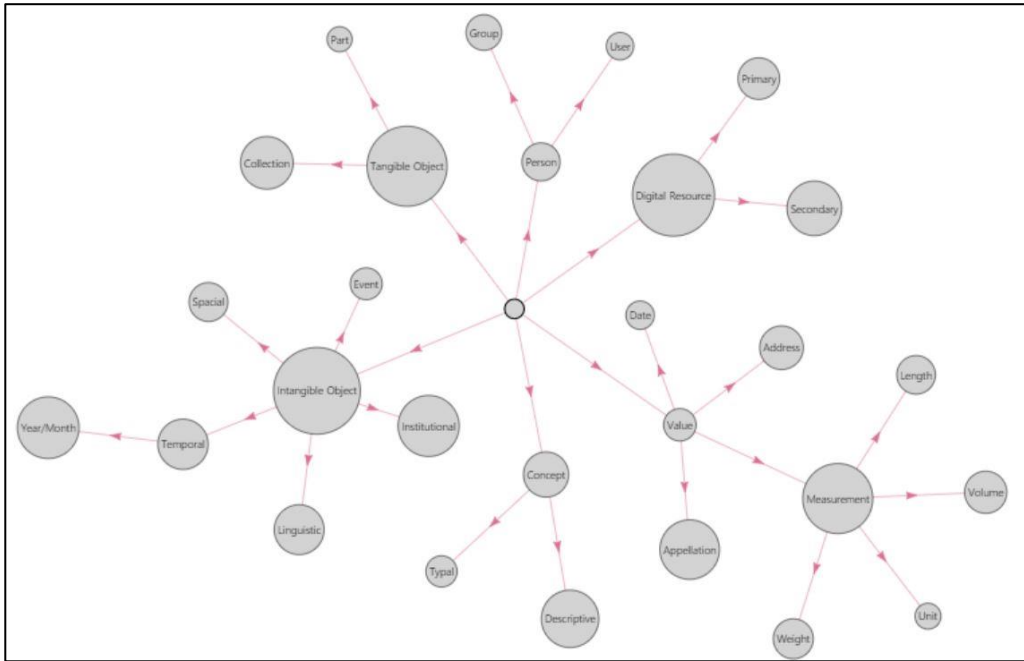 Group
Part
User
Primary
Collection
Tangible Object
Person
Digital Resource
Secondary
Event
Spacial
Date
Address
Length
Intangible Object
Institutional
Year/Month
Temporal
Value
Concept
Measurement
Volume
Linguistic
Appellation
Typal
Descriptive
Unit
Weight